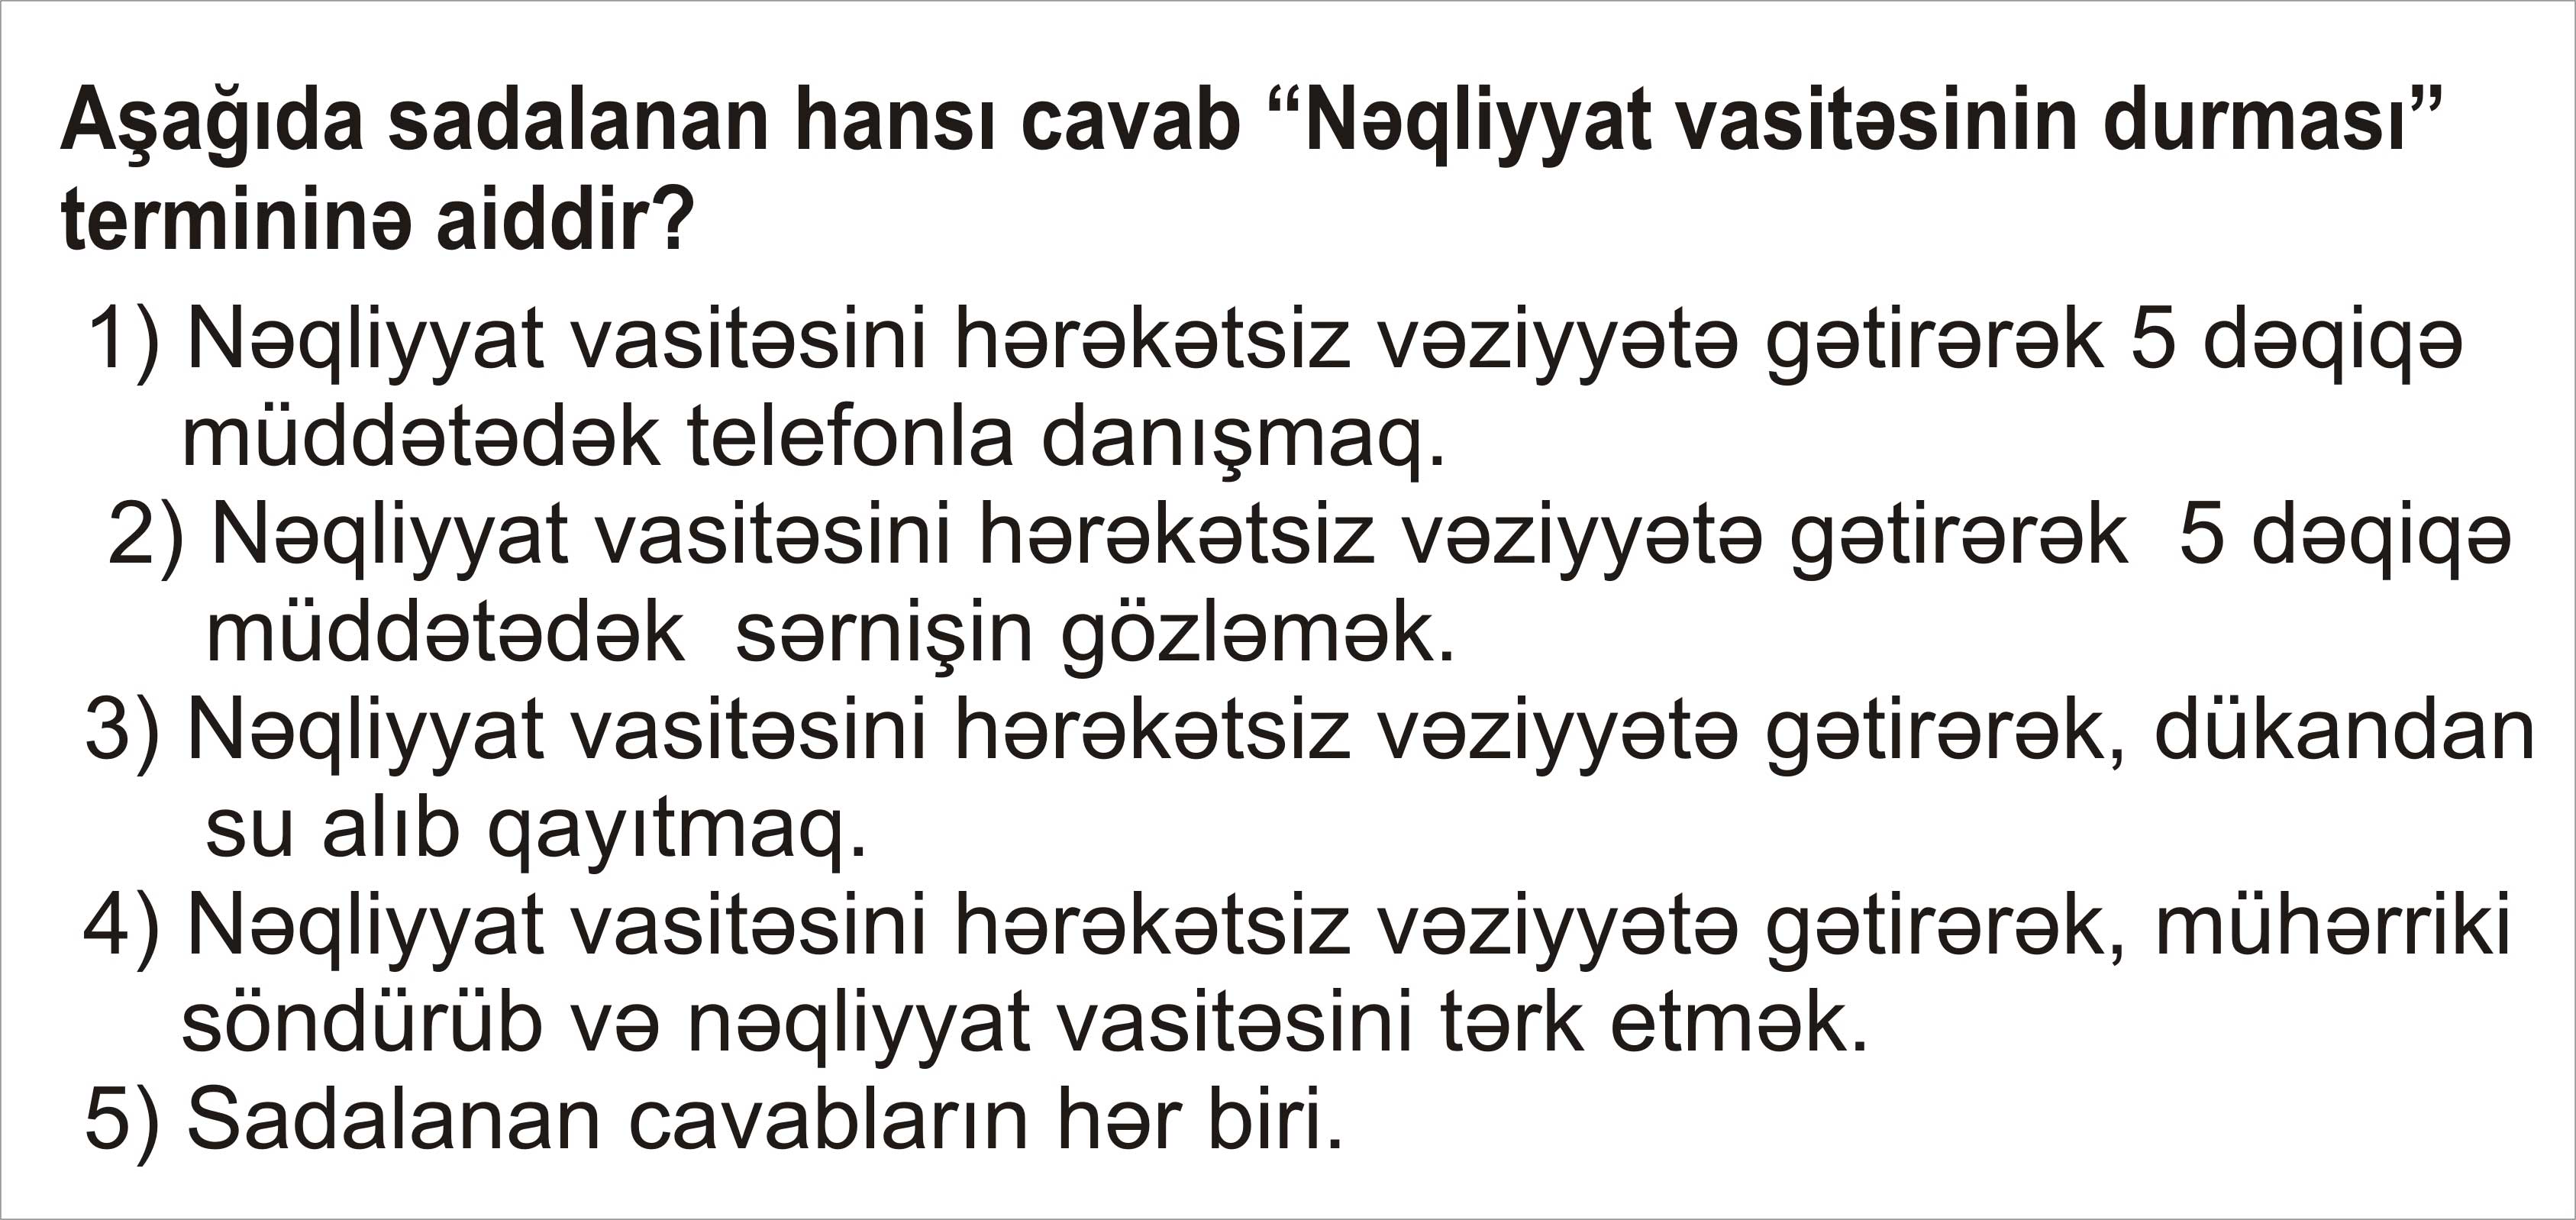 Aşağıda sadalanan hansı cavab “Nəqliyyat vasitəsinin durması”
termininə aiddir?
1) Nəqliyyat vasitəsini hərəkətsiz vəziyyətə gətirərək 5 dəqiqə
müddətədək telefonla danışmaq.
2) Nəqliyyat vasitəsini hərəkətsiz vəziyyətə gətirərək 5 dəqiqə
müddətədək sərnişin gözləmək.
3) Nəqliyyat vasitəsini hərəkətsiz vəziyyətə gətirərək, dükandan
su alıb qayıtmaq.
4) Nəqliyyat vasitəsini hərəkətsiz vəziyyətə gətirərək, mühərriki
söndürüb və nəqliyyat vasitəsini tərk etmək.
5) Sadalanan cavabların hər biri.